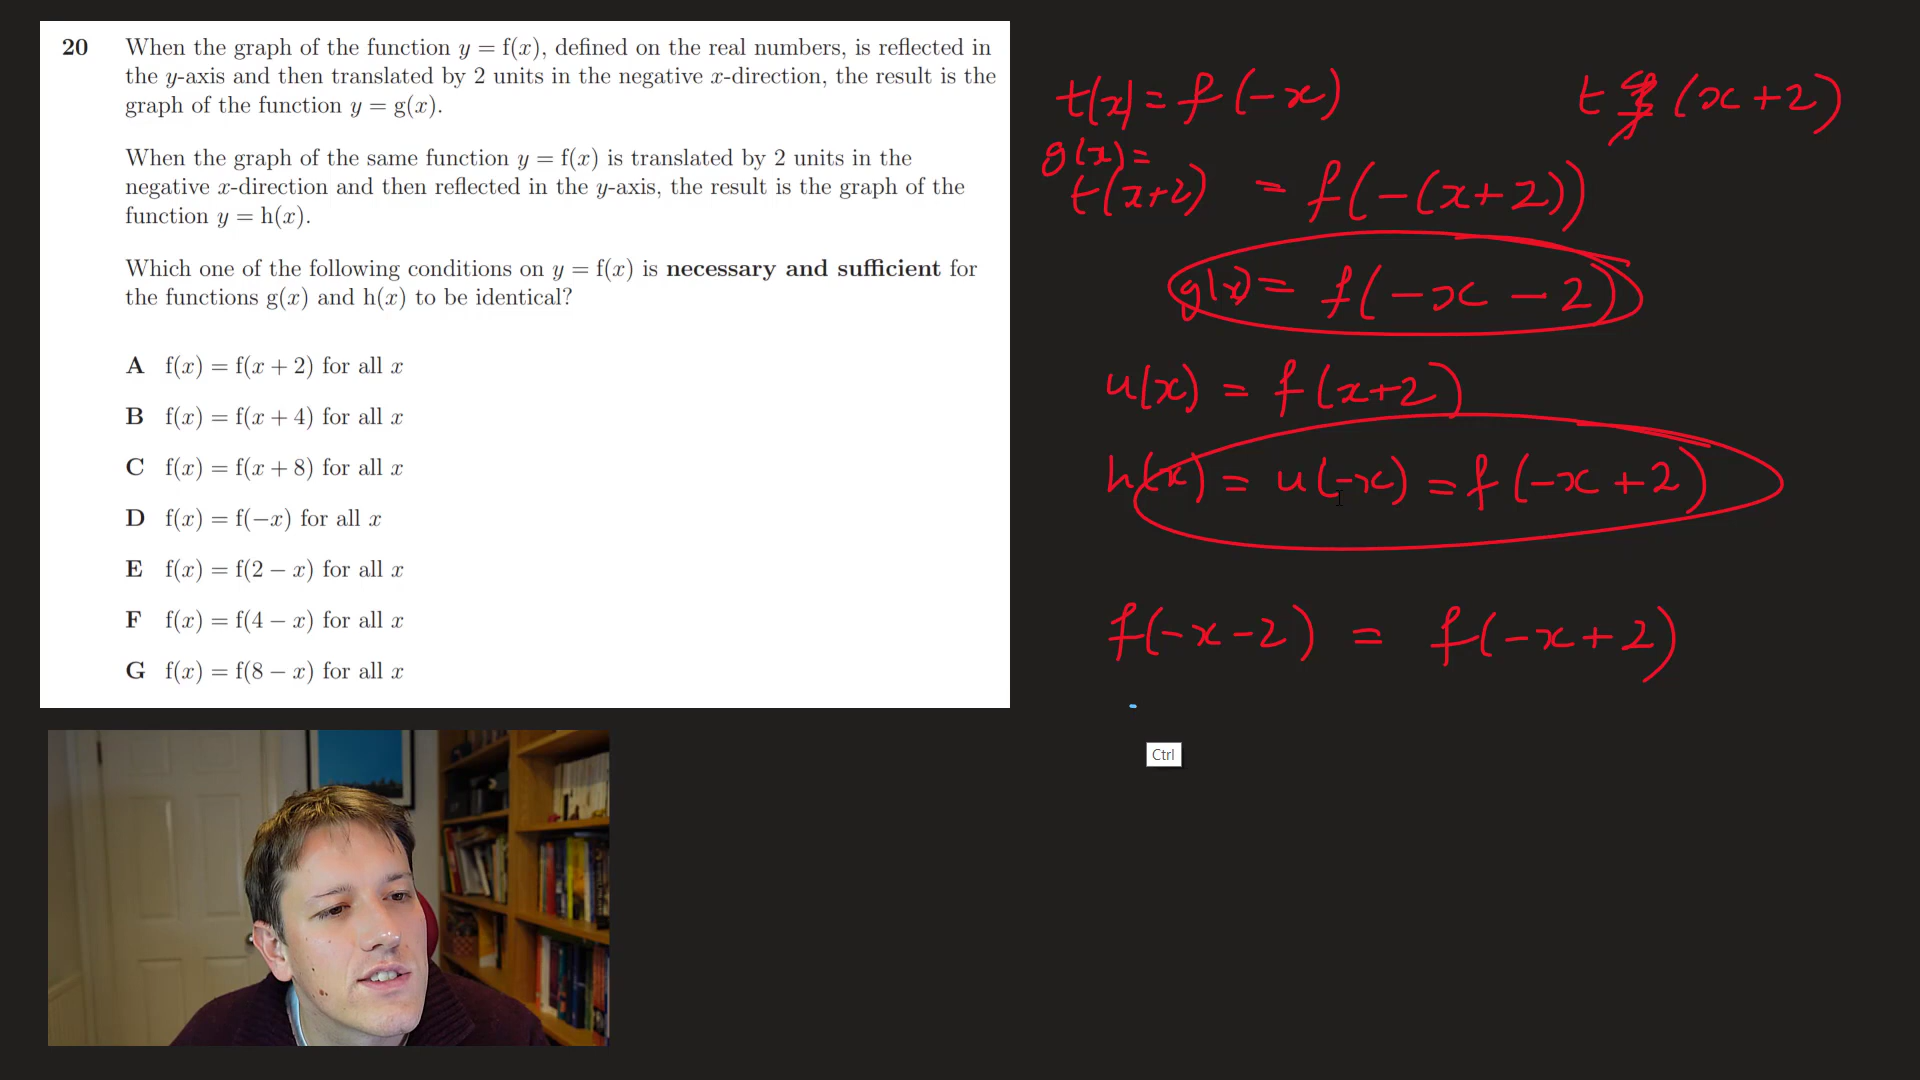 20 When the graph of the function y = f(x), defined on the real numbers, is reflected in
the y-axis and then translated by 2 units in the negative x-direction, the result is the
graph of the function y = g(x).
When the graph of the same function y = f(x) is translated by 2 units in the
negative x-direction and then reflected in the y-axis, the result is the graph of the
function y = h(x).
Which one of the following conditions on y = f(x) is necessary and sufficient for
the functions g(x) and h(x) to be identical?
A f(x) = f(x + 2) for all x
B f(x) = f(x + 4) for all x
C f(x) = f(x + 8) for all x
D f(x) = f(−x) for all x
E f(x) = f(2 − x) for all x
F f(x) = f(4 − x) for all x
G f(x) = f(8 − x) for all x
t(x) = f(-x)
t (x+2)
g(x) =
t(x+2) = f(-(x+2))
g(x) = f(-x-2)
u(x) = f(x+2)
h(x) = u(-x) = f(-x+2)
f(-x-2) = f(-x+2)
Ctrl